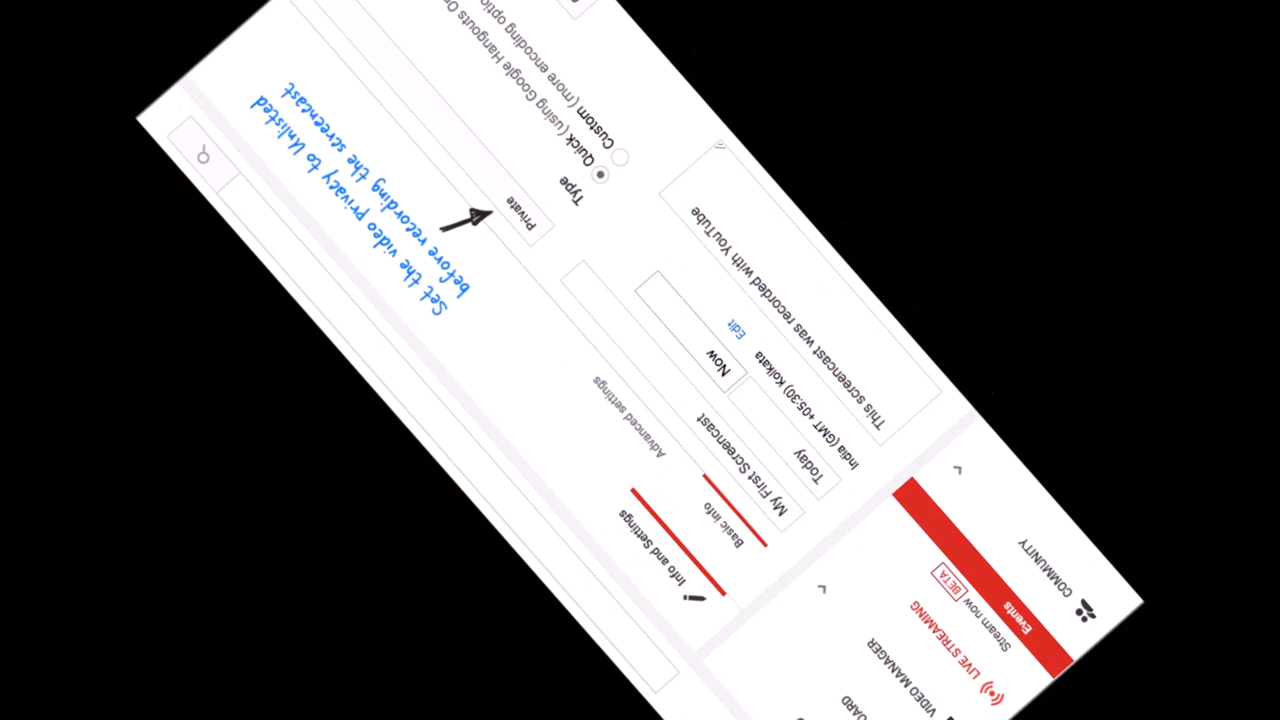 Set the video privacy to Unlisted
before recording the screencast
Info and Settings
Basic info
Advanced settings
My First Screencast
Today
Now
India (GMT +05:30) Kolkata
Edit
This screencast was recorded with YouTube
Private
Type
Quick (using Google Hangouts
Custom (more encoding
VIDEO MANAGER
LIVE STREAMING
Stream now
BETA
Events
COMMUNITY